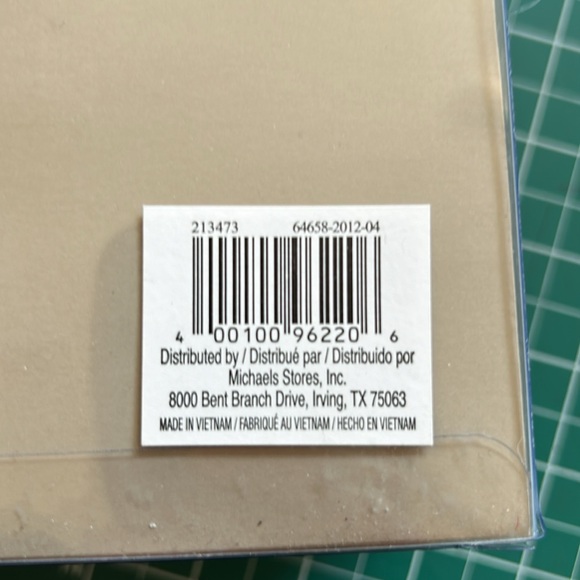 213473 64658-2012-04
4 00100 96220 6
Distributed by / Distribué par / Distribuido por
Michaels Stores, Inc.
8000 Bent Branch Drive, Irving, TX 75063
MADE IN VIETNAM / FABRIQUÉ AU VIETNAM / HECHO EN VIETNAM